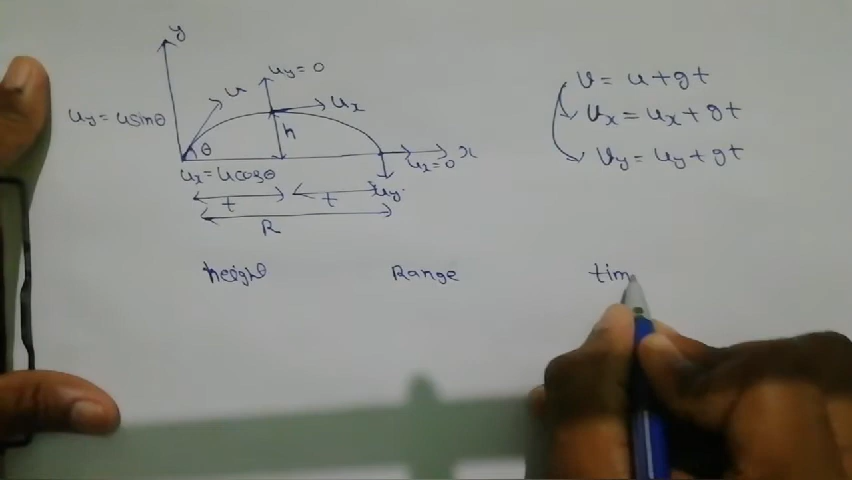 y
uy = 0
v
ux
uy = usinθ
h
θ
x
ux = 0
ux = ucosθ
uy
t
t
R
v = u + gt
ux = ux + gt
vy = uy + gt
height
Range
tim